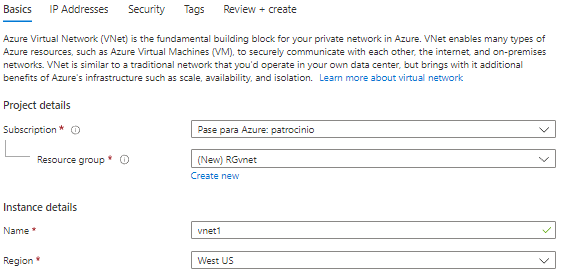 Basics IP Addresses Security Tags Review + create
Azure Virtual Network (VNet) is the fundamental building block for your private network in Azure. VNet enables many types of
Azure resources, such as Azure Virtual Machines (VM), to securely communicate with each other, the internet, and on-premises
networks. VNet is similar to a traditional network that you'd operate in your own data center, but brings with it additional
benefits of Azure's infrastructure such as scale, availability, and isolation. Learn more about virtual network
Project details
Subscription * Pase para Azure: patrocinio
Resource group * (New) RGvnet
Create new
Instance details
Name * vnet1
Region * West US